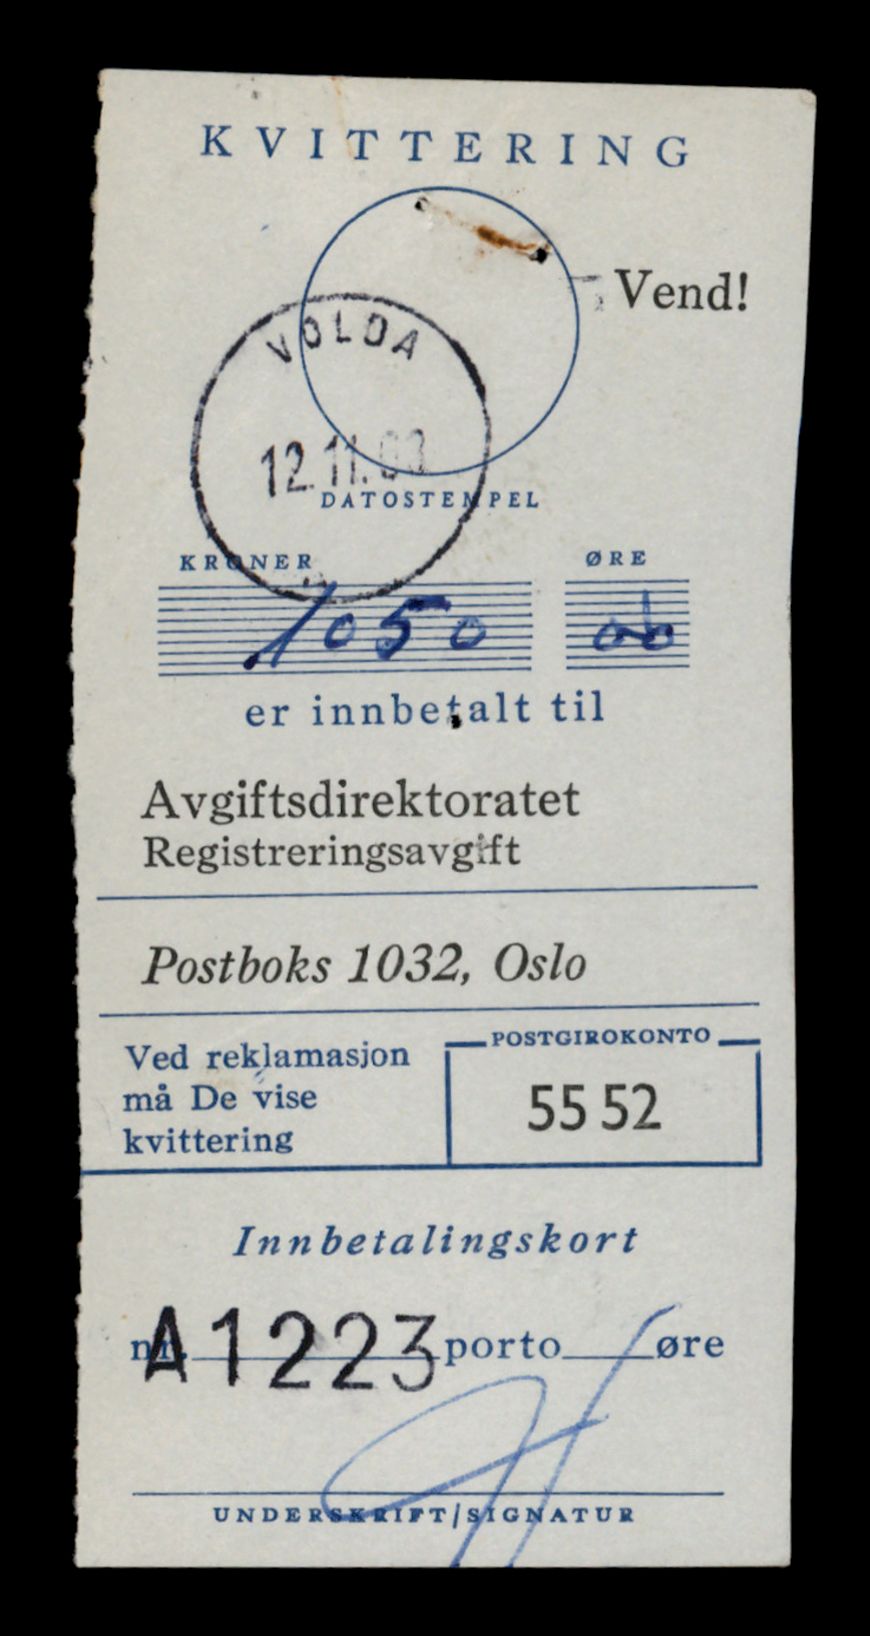 KVITTERING
Vend!
VOLDA
12.11.
DATOSTEMPEL
KRONER ØRE
1050
er innbetalt til
Avgiftsdirektoratet
Registreringsavgift
Postboks 1032, Oslo
Ved reklamasjon
må De vise
kvittering
POSTGIROKONTO
55 52
Innbetalingskort
nr. A1223 porto øre
UNDERSKRIFT/SIGNATUR